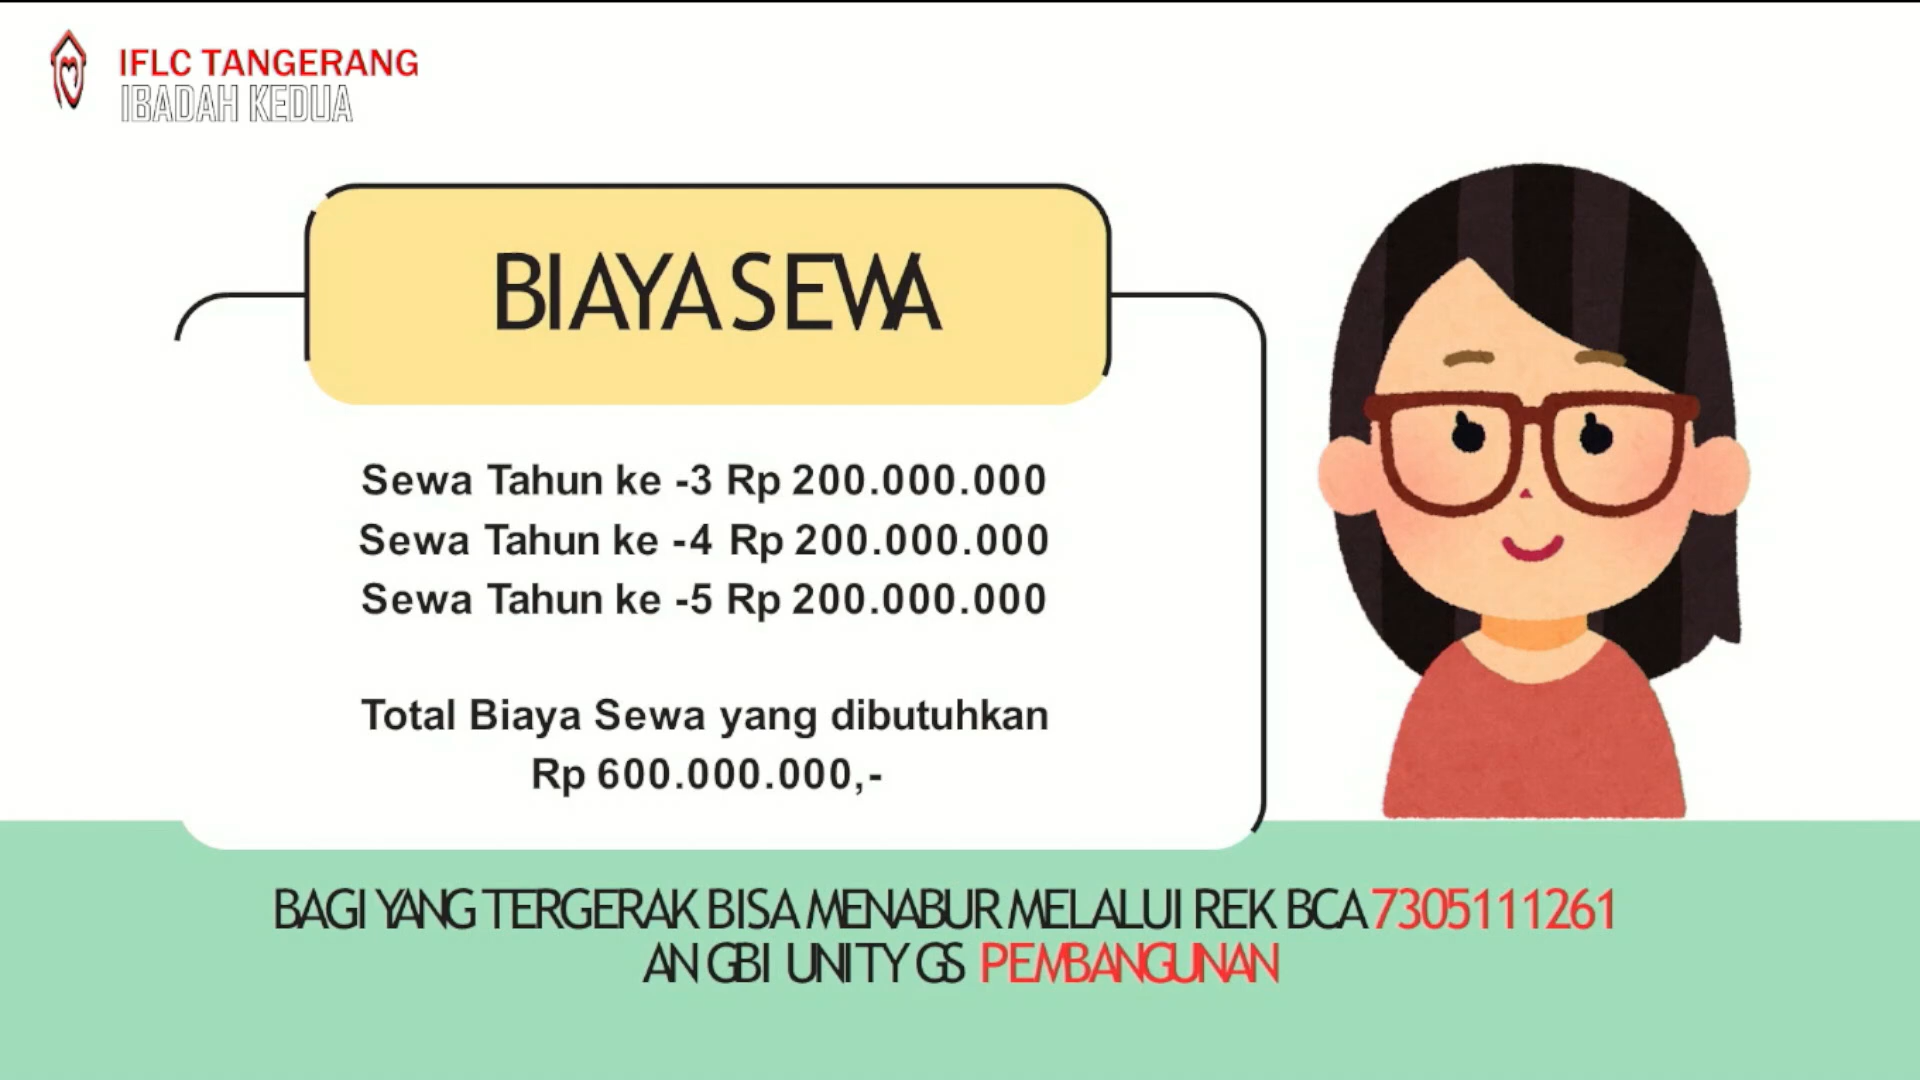 IFLC TANGERANG
IBADAH KEDUA
BIAYA SEWA
Sewa Tahun ke -3 Rp 200.000.000
Sewa Tahun ke -4 Rp 200.000.000
Sewa Tahun ke -5 Rp 200.000.000
Total Biaya Sewa yang dibutuhkan
Rp 600.000.000,-
BAGI YANG TERGERAK BISA MENABUR MELALUI REK BCA 7305111261
AN GBI UNITY GS PEMBANGUNAN